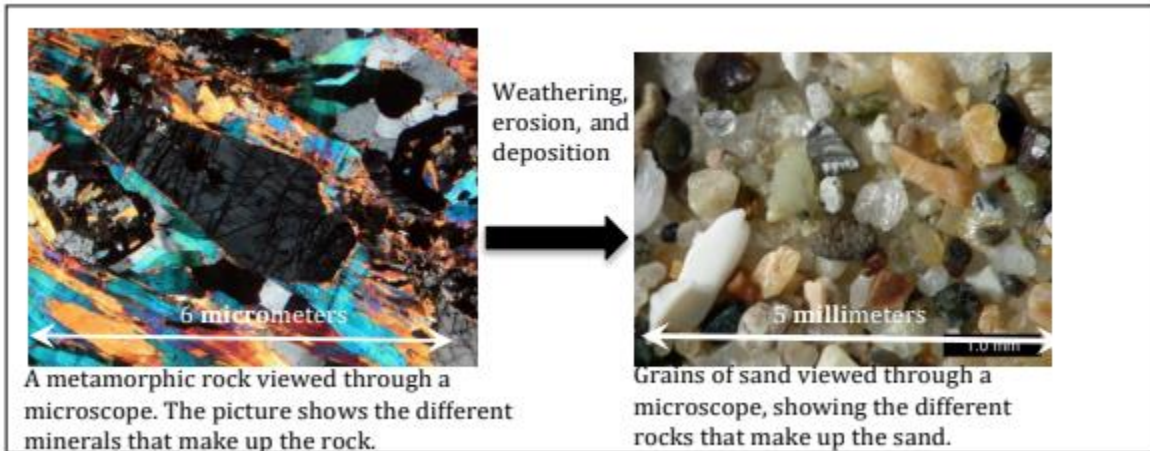 Weathering,
erosion, and
deposition
6 micrometers
5 millimeters
1.0 mm
A metamorphic rock viewed through a
microscope. The picture shows the different
minerals that make up the rock.
Grains of sand viewed through a
microscope, showing the different
rocks that make up the sand.